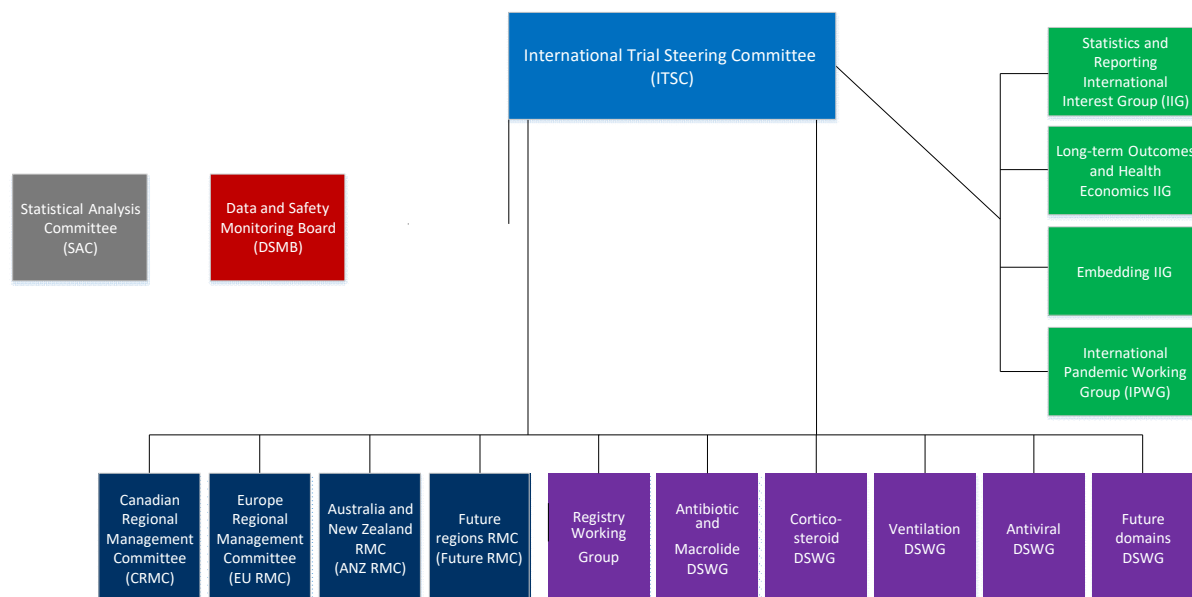 International Trial Steering Committee
(ITSC)
Statistics and
Reporting
International
Interest Group (IIG)
Long-term Outcomes
and Health
Economics IIG
Embedding IIG
International
Pandemic Working
Group (IPWG)
Statistical Analysis
Committee
(SAC)
Data and Safety
Monitoring Board
(DSMB)
Canadian
Regional
Management
Committee
(CRMC)
Europe
Regional
Management
Committee
(EU RMC)
Australia and
New Zealand
RMC
(ANZ RMC)
Future
regions RMC
(Future RMC)
Registry
Working
Group
Antibiotic and
Macrolide DSWG
Cortico-
steroid
DSWG
Ventilation
DSWG
Antiviral
DSWG
Future
domains
DSWG